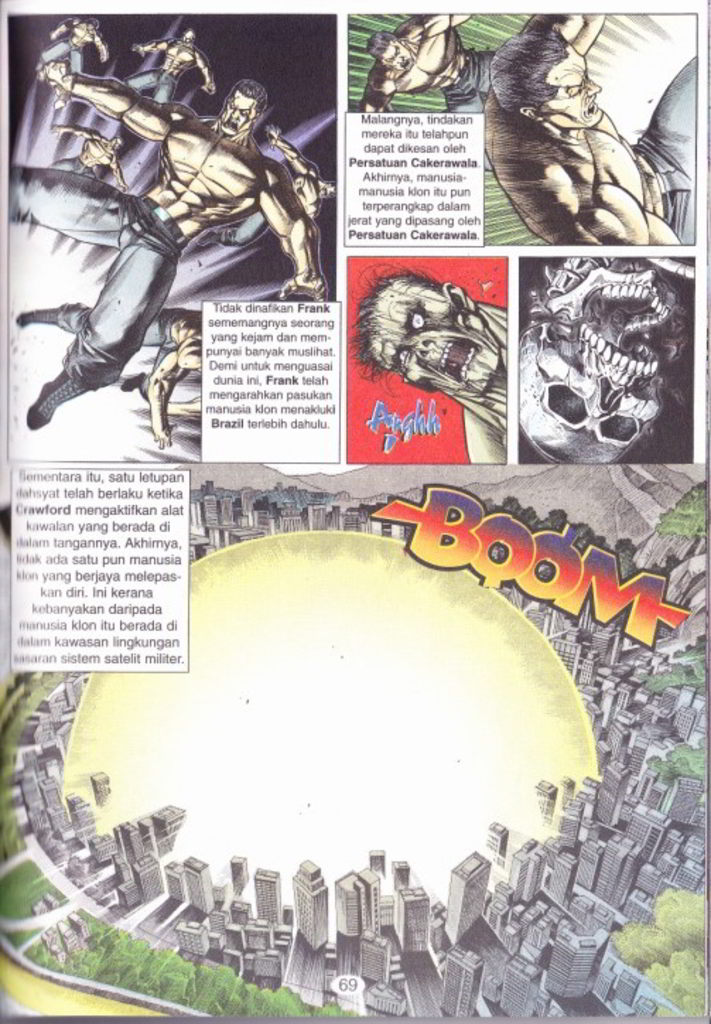 Tidak dinafikan Frank
sememangnya seorang
yang kejam dan mem-
punyai banyak muslihat.
Demi untuk menguasai
dunia ini, Frank telah
mengarahkan pasukan
manusia klon menakluki
Brazil terlebih dahulu.
Malangnya, tindakan
mereka itu telahpun
dapat dikesan oleh
Persatuan Cakerawala.
Akhirnya, manusia-
manusia klon itu pun
terperangkap dalam
jerat yang dipasang oleh
Persatuan Cakerawala.
Arghh
Sementara itu, satu letupan
dahsyat telah berlaku ketika
Crawford mengaktifkan alat
kawalan yang berada di
dalam tangannya. Akhirnya,
tidak ada satu pun manusia
klon yang berjaya melepas-
kan diri. Ini kerana
kebanyakan daripada
manusia klon itu berada di
dalam kawasan lingkungan
sasaran sistem satelit militer.
BOOM
69